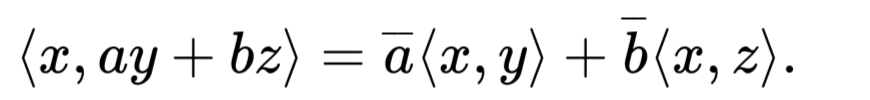 ⟨x, ay + bz⟩ = a̅⟨x, y⟩ + b̅⟨x, z⟩.